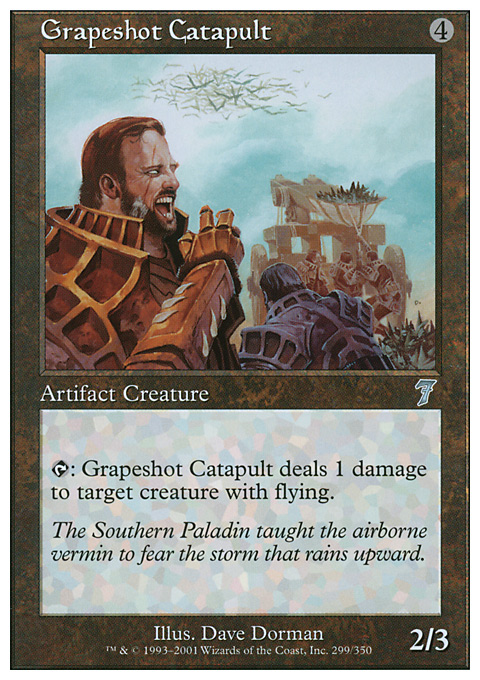 Grapeshot Catapult 4
Artifact Creature 7
: Grapeshot Catapult deals 1 damage
to target creature with flying.
The Southern Paladin taught the airborne
vermin to fear the storm that rains upward.
Illus. Dave Dorman
™ & © 1993–2001 Wizards of the Coast, Inc. 299/350
2/3